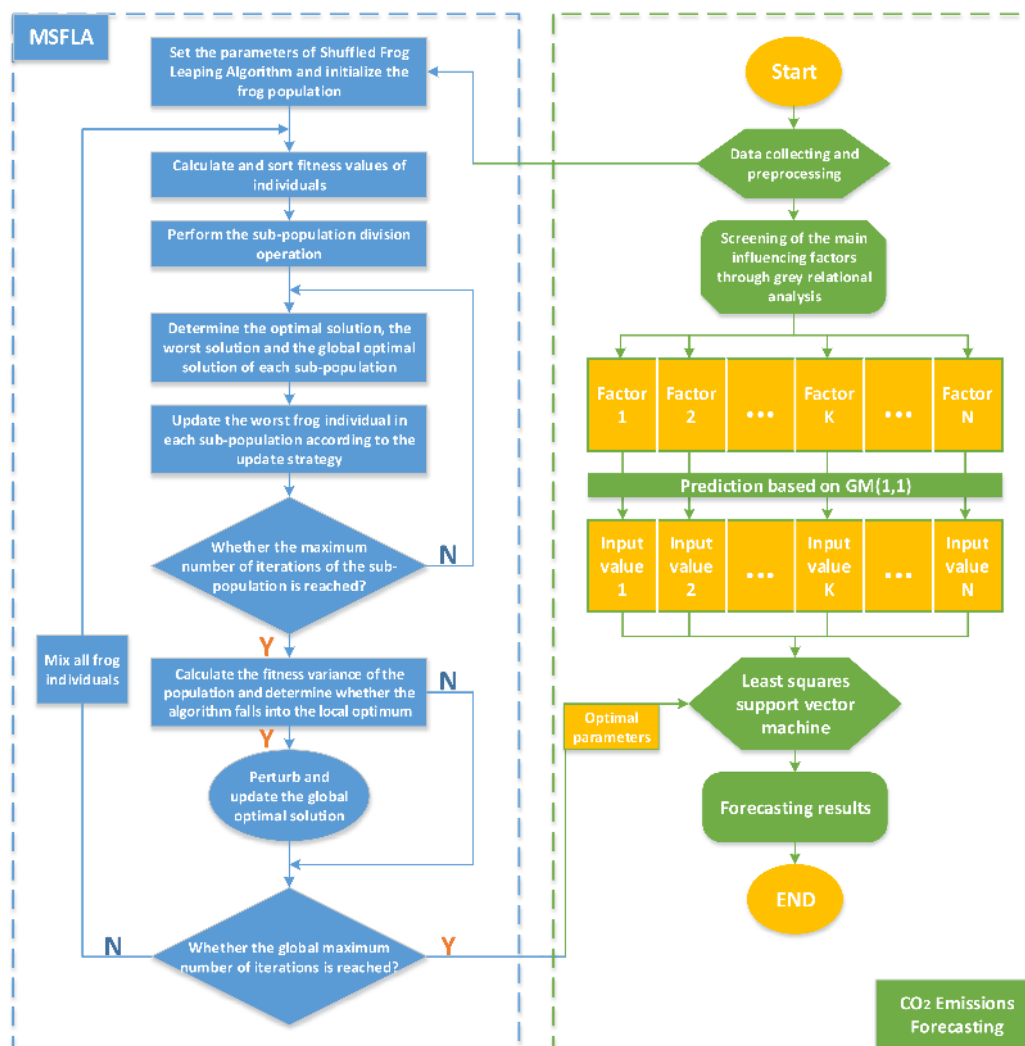 MSFLA
Set the parameters of Shuffled Frog
Leaping Algorithm and initialize the
frog population
Calculate and sort fitness values of
individuals
Perform the sub-population division
operation
Determine the optimal solution, the
worst solution and the global optimal
solution of each sub-population
Update the worst frog individual in
each sub-population according to the
update strategy
Whether the maximum
number of iterations of the sub-
population is reached?
N
Y
Mix all frog
individuals
Calculate the fitness variance of the
population and determine whether the
algorithm falls into the local optimum
N
Y
Perturb and
update the global
optimal solution
Whether the global maximum
number of iterations is reached?
N
Y
Optimal
parameters
Start
Data collecting and
preprocessing
Screening of the main
influencing factors
through grey relational
analysis
Factor
1
Factor
2
...
Factor
K
...
Factor
N
Prediction based on GM(1,1)
Input
value
1
Input
value
2
...
Input
value
K
...
Input
value
N
Least squares
support vector
machine
Forecasting results
END
CO2 Emissions
Forecasting